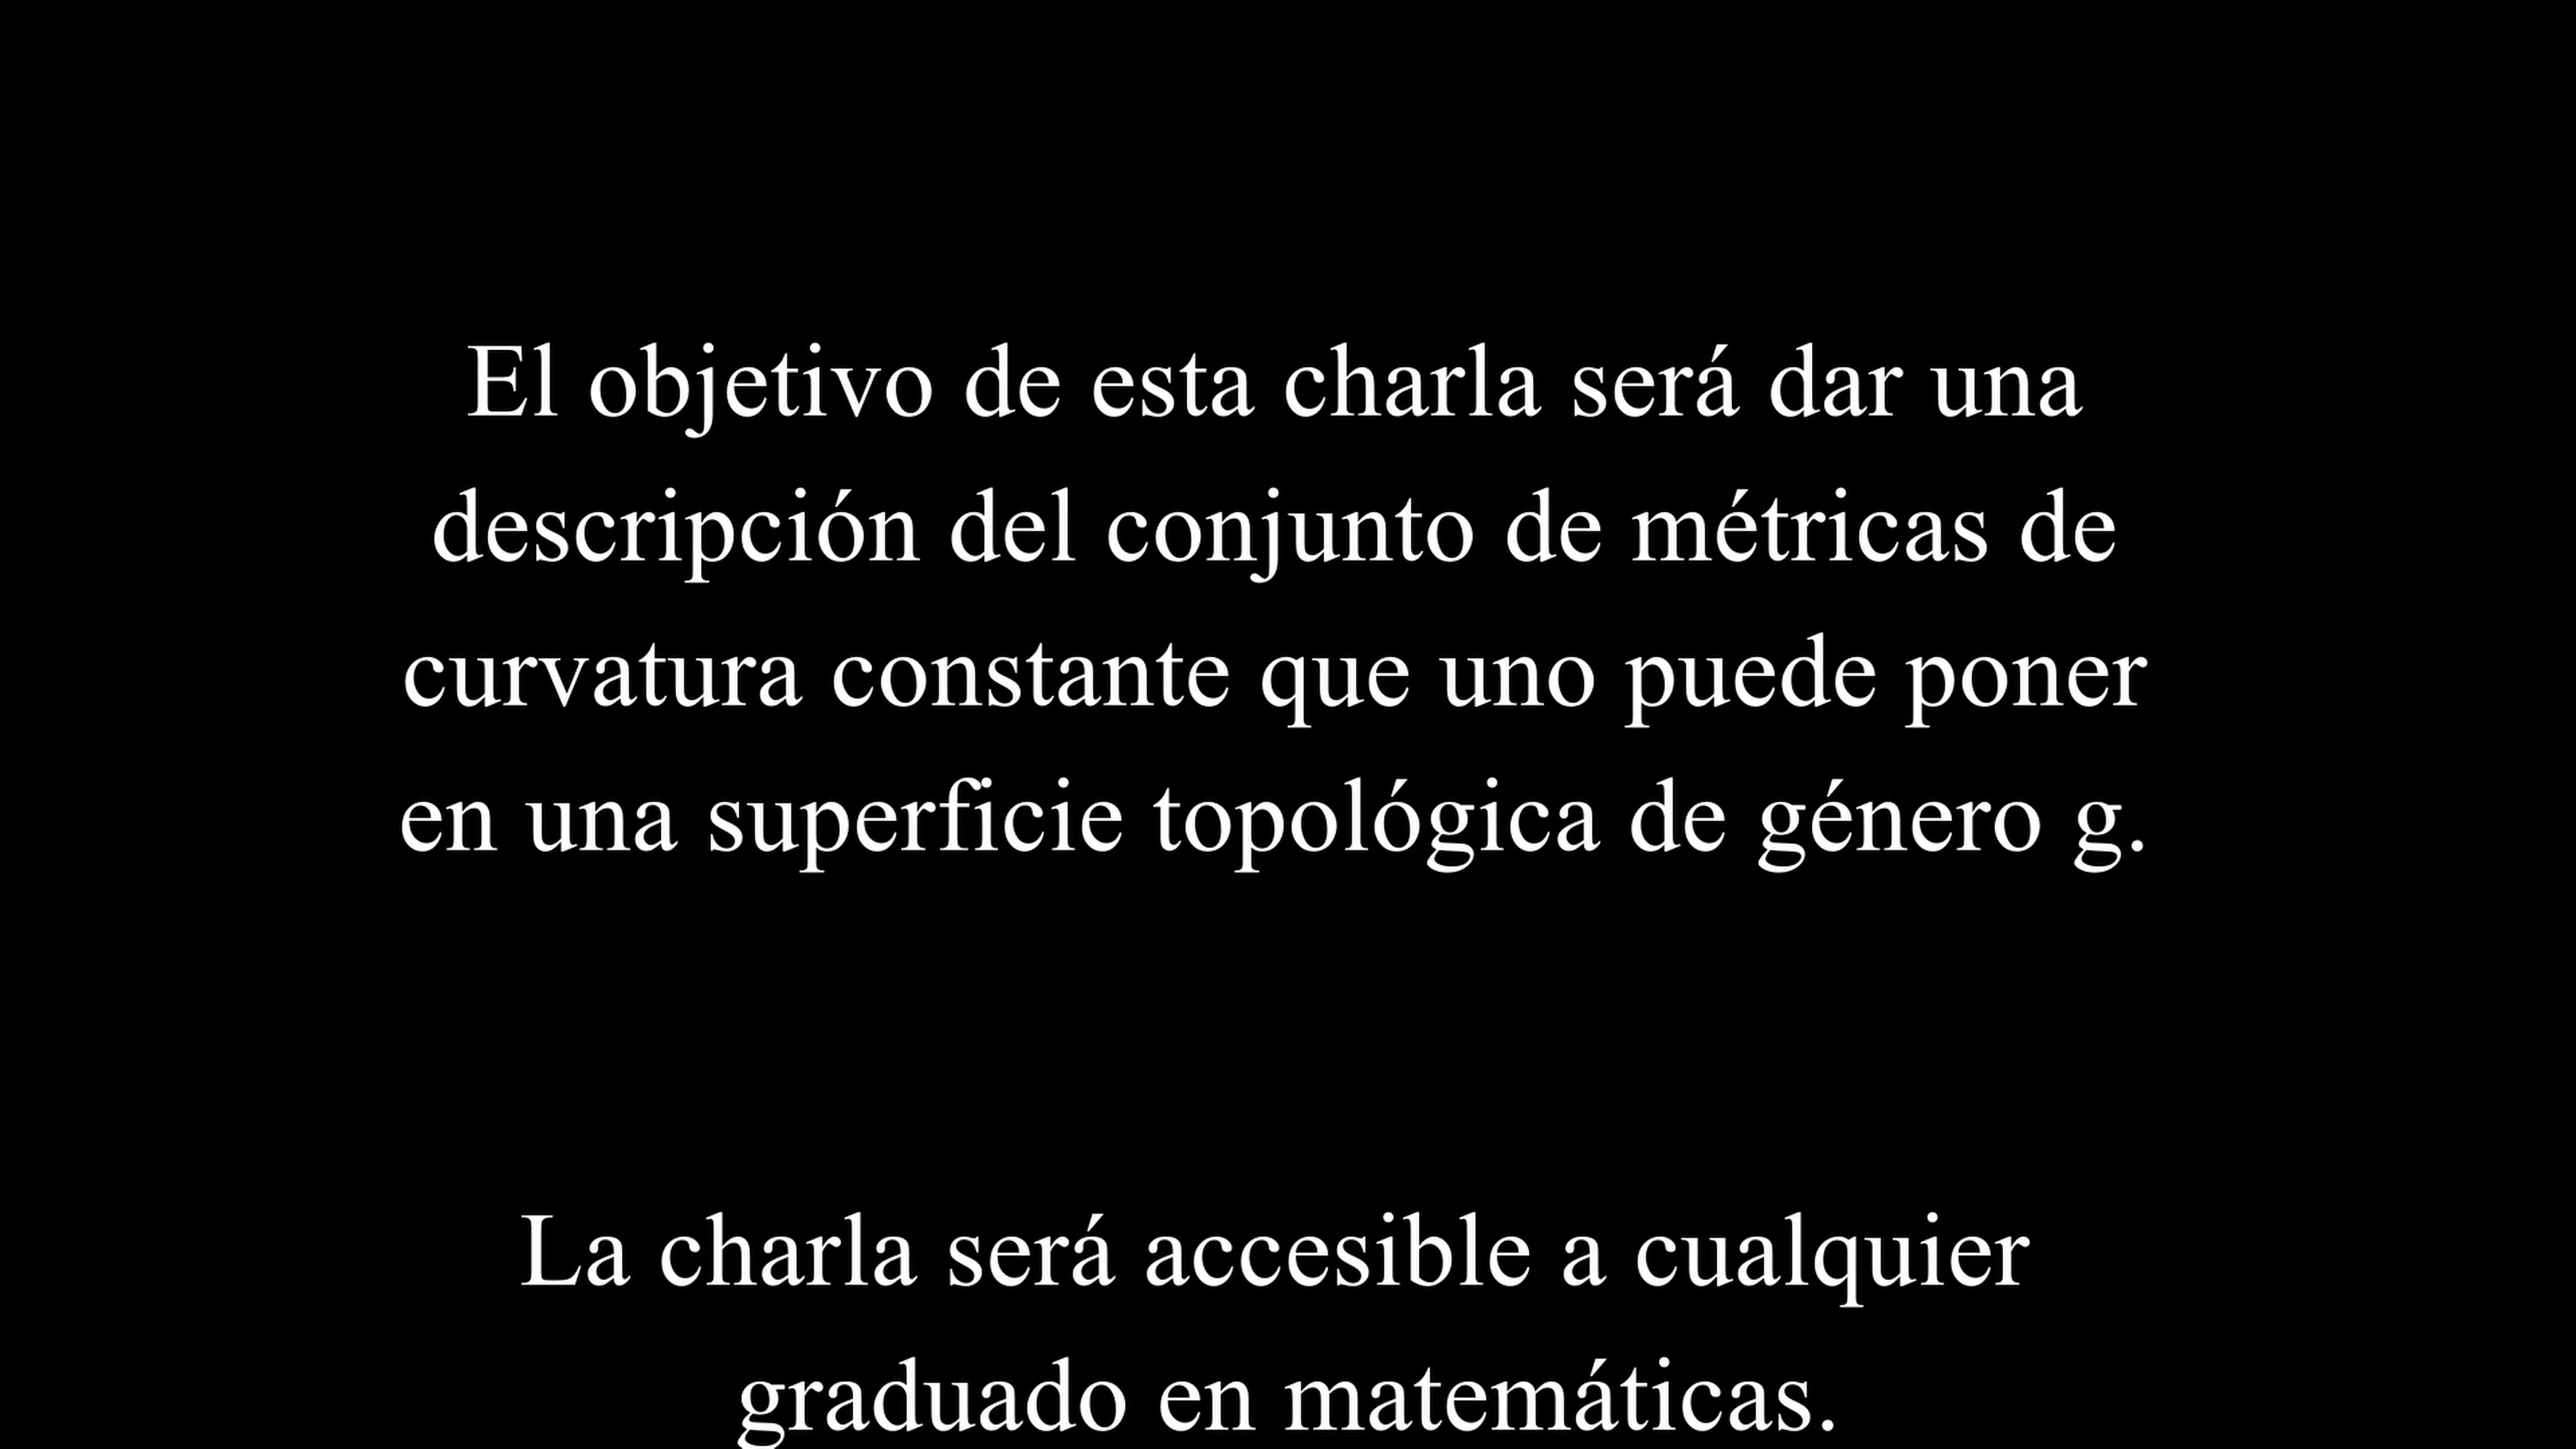 El objetivo de esta charla será dar una
descripción del conjunto de métricas de
curvatura constante que uno puede poner
en una superficie topológica de género g.
La charla será accesible a cualquier
graduado en matemáticas.